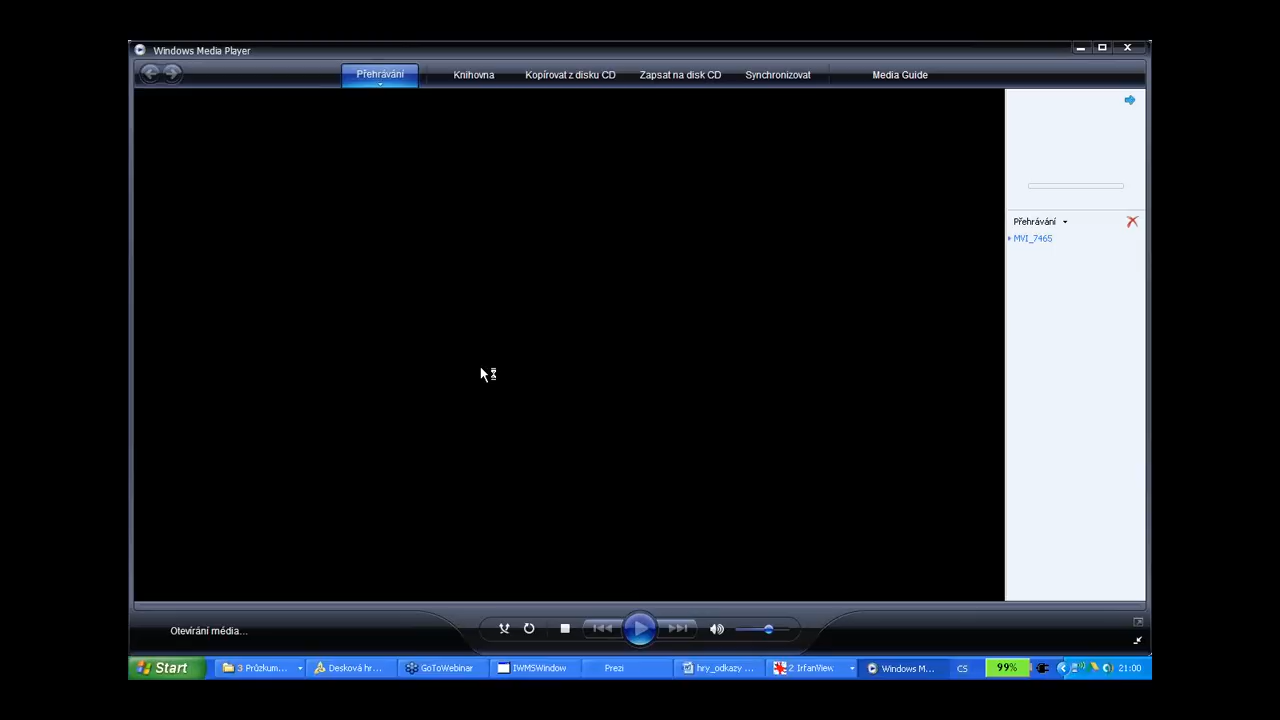 Windows Media Player
Přehrávání Knihovna Kopírovat z disku CD Zapsat na disk CD Synchronizovat Media Guide
Přehrávání
MVI_7465
Otevírání média...
Start 3 Průzkum... Desková hr... GoToWebinar IWMSWindow Prezi hry_odkazy ... 2 IrfanView Windows M... CS 99% 21:00